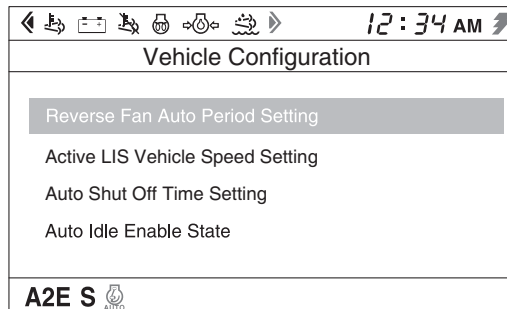 12:34 AM
Vehicle Configuration
Reverse Fan Auto Period Setting
Active LIS Vehicle Speed Setting
Auto Shut Off Time Setting
Auto Idle Enable State
A2E S
AUTO